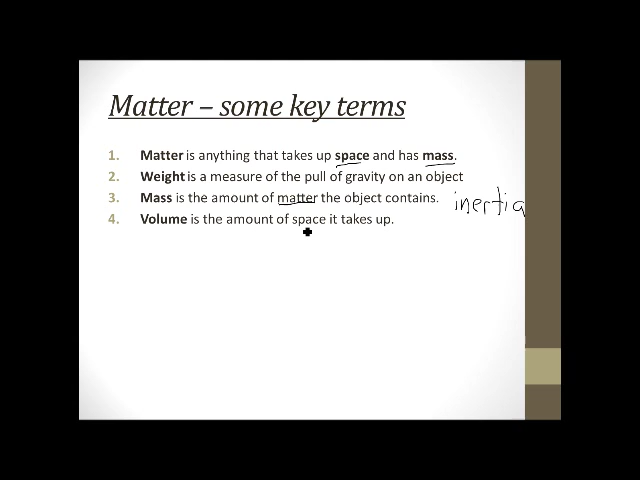 Matter – some key terms
1. Matter is anything that takes up space and has mass.
2. Weight is a measure of the pull of gravity on an object
3. Mass is the amount of matter the object contains. inertia
4. Volume is the amount of space it takes up.